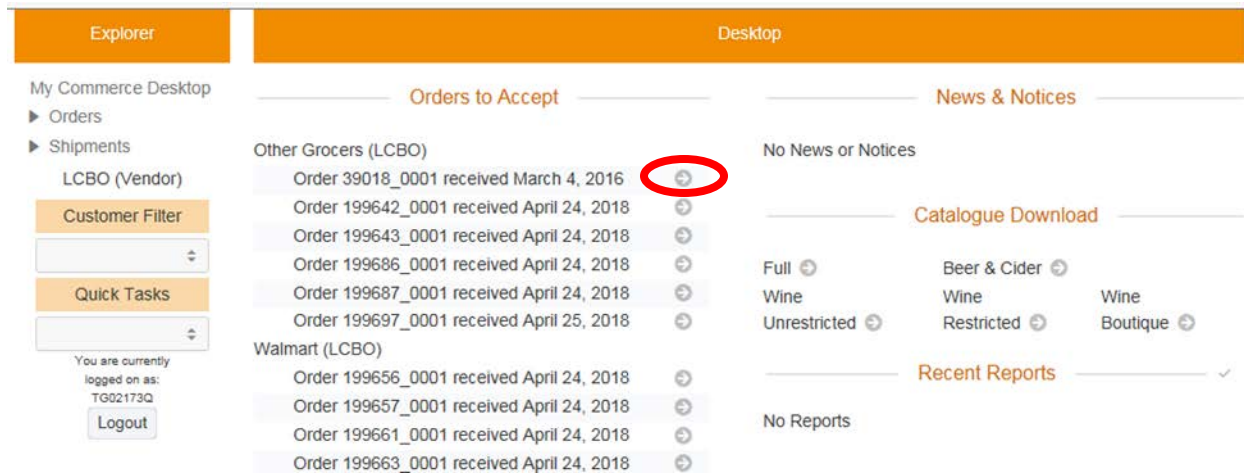 Explorer
Desktop
My Commerce Desktop
Orders
Shipments
LCBO (Vendor)
Customer Filter
Quick Tasks
You are currently
logged on as:
TG02173Q
Logout
Orders to Accept
Other Grocers (LCBO)
Order 39018_0001 received March 4, 2016
Order 199642_0001 received April 24, 2018
Order 199643_0001 received April 24, 2018
Order 199686_0001 received April 24, 2018
Order 199687_0001 received April 24, 2018
Order 199697_0001 received April 25, 2018
Walmart (LCBO)
Order 199656_0001 received April 24, 2018
Order 199657_0001 received April 24, 2018
Order 199661_0001 received April 24, 2018
Order 199663_0001 received April 24, 2018
News & Notices
No News or Notices
Catalogue Download
Full Beer & Cider
Wine Wine Wine
Unrestricted Restricted Boutique
Recent Reports
No Reports